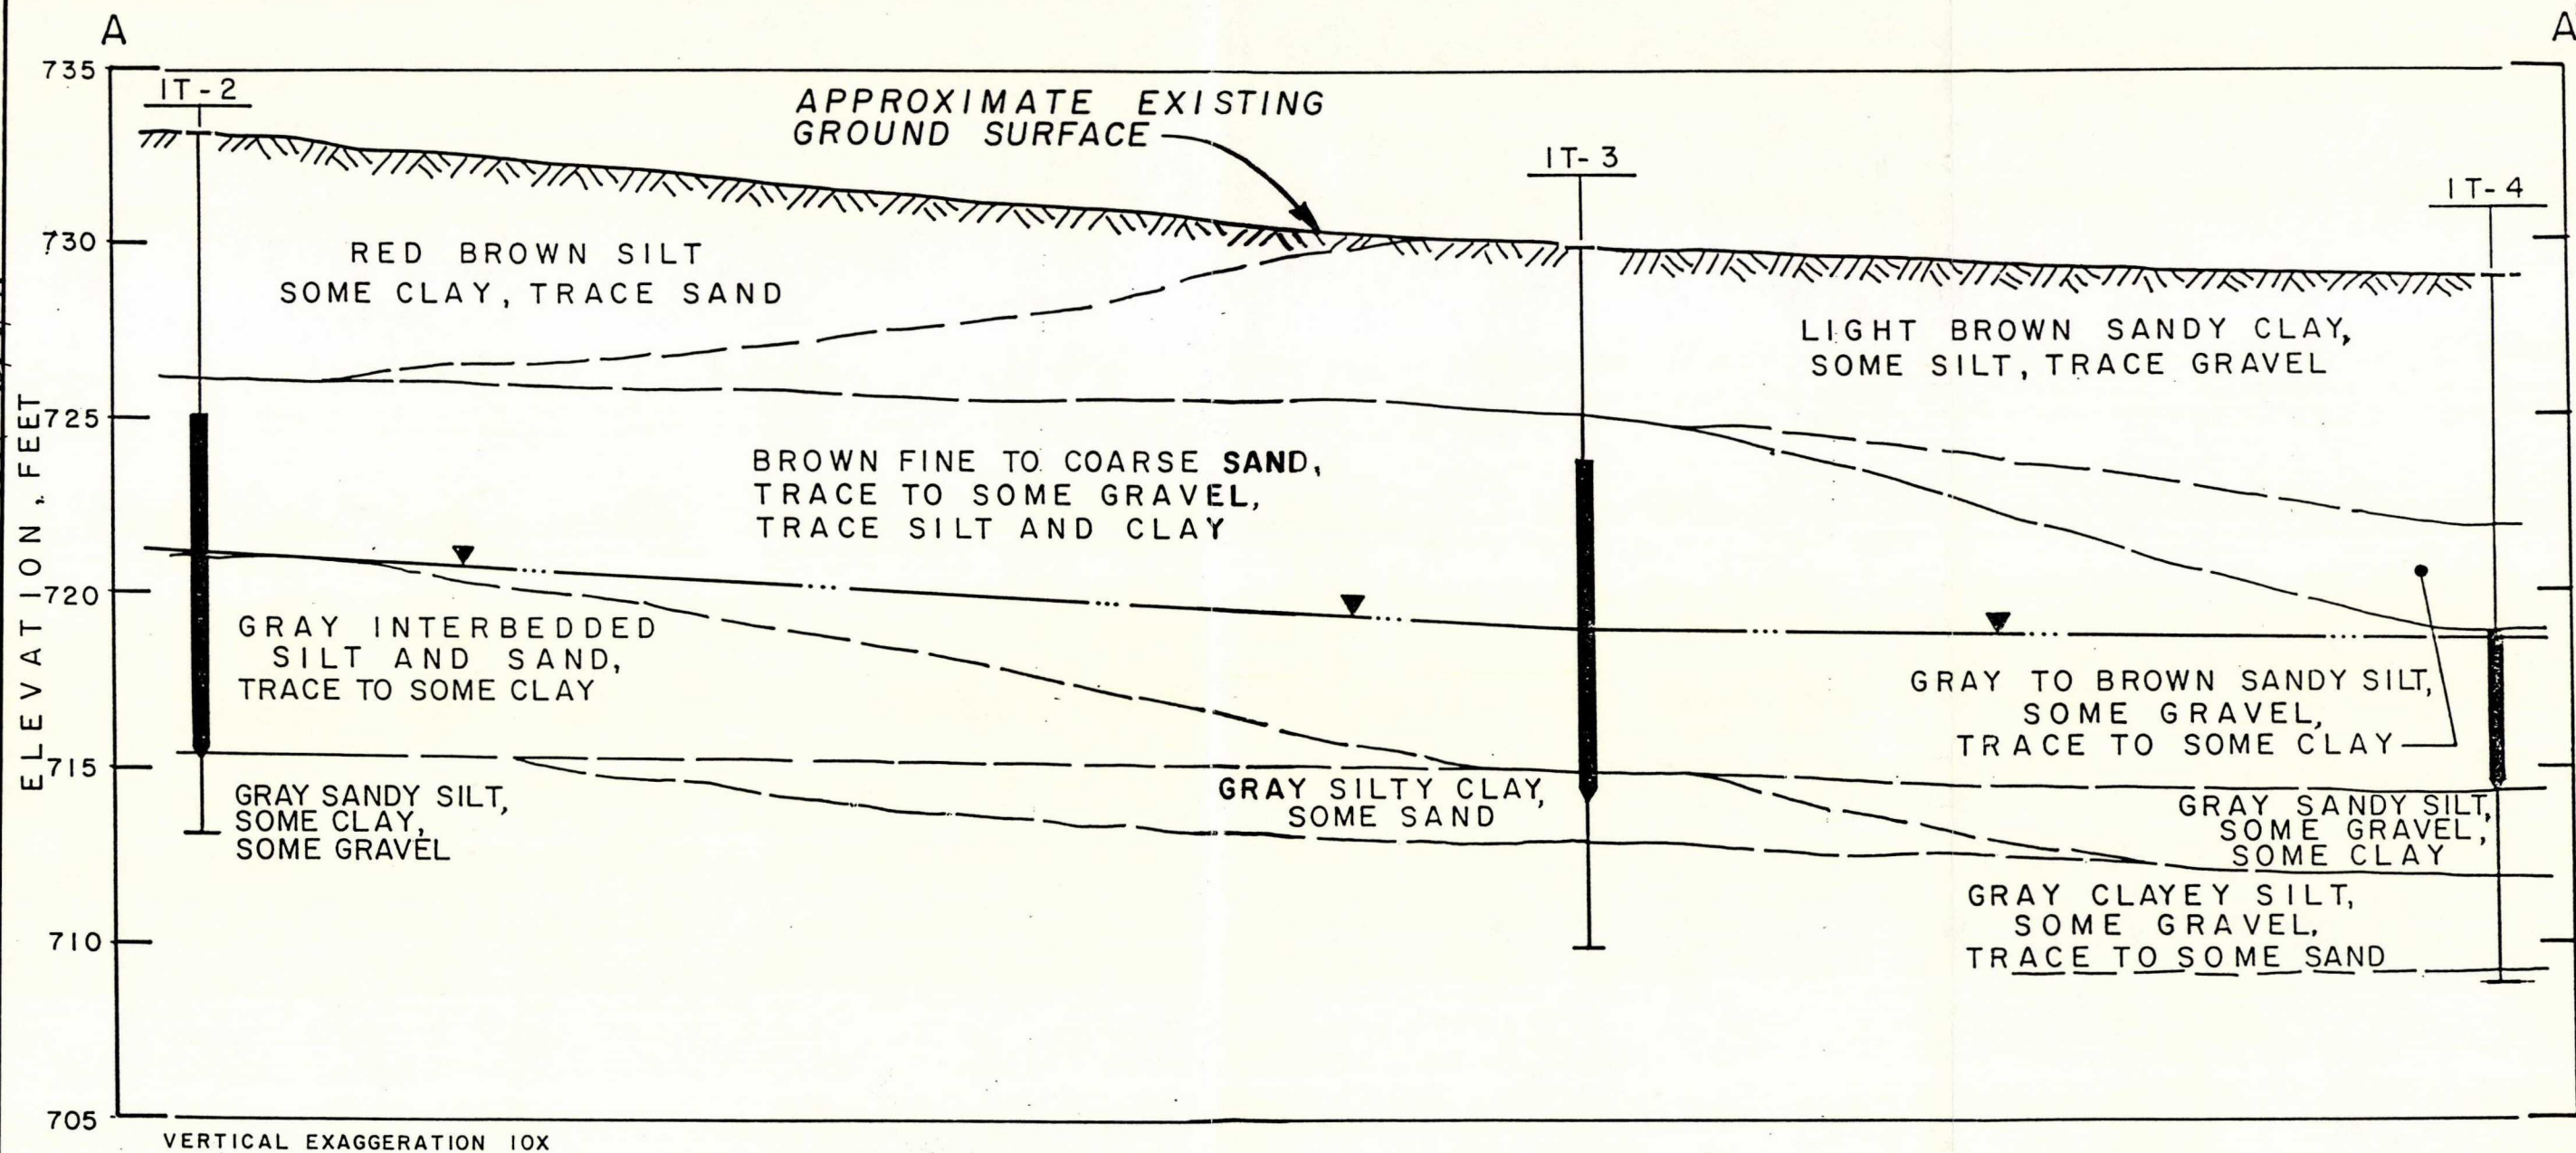 A
A
735
IT-2
APPROXIMATE EXISTING
GROUND SURFACE
IT-3
IT-4
730
RED BROWN SILT
SOME CLAY, TRACE SAND
LIGHT BROWN SANDY CLAY,
SOME SILT, TRACE GRAVEL
ELEVATION, FEET
725
BROWN FINE TO COARSE SAND,
TRACE TO SOME GRAVEL,
TRACE SILT AND CLAY
720
GRAY INTERBEDDED
SILT AND SAND,
TRACE TO SOME CLAY
GRAY TO BROWN SANDY SILT,
SOME GRAVEL,
TRACE TO SOME CLAY
715
GRAY SANDY SILT,
SOME CLAY,
SOME GRAVEL
GRAY SILTY CLAY,
SOME SAND
GRAY SANDY SILT,
SOME GRAVEL,
SOME CLAY
GRAY CLAYEY SILT,
SOME GRAVEL,
TRACE TO SOME SAND
710
705
VERTICAL EXAGGERATION 10X